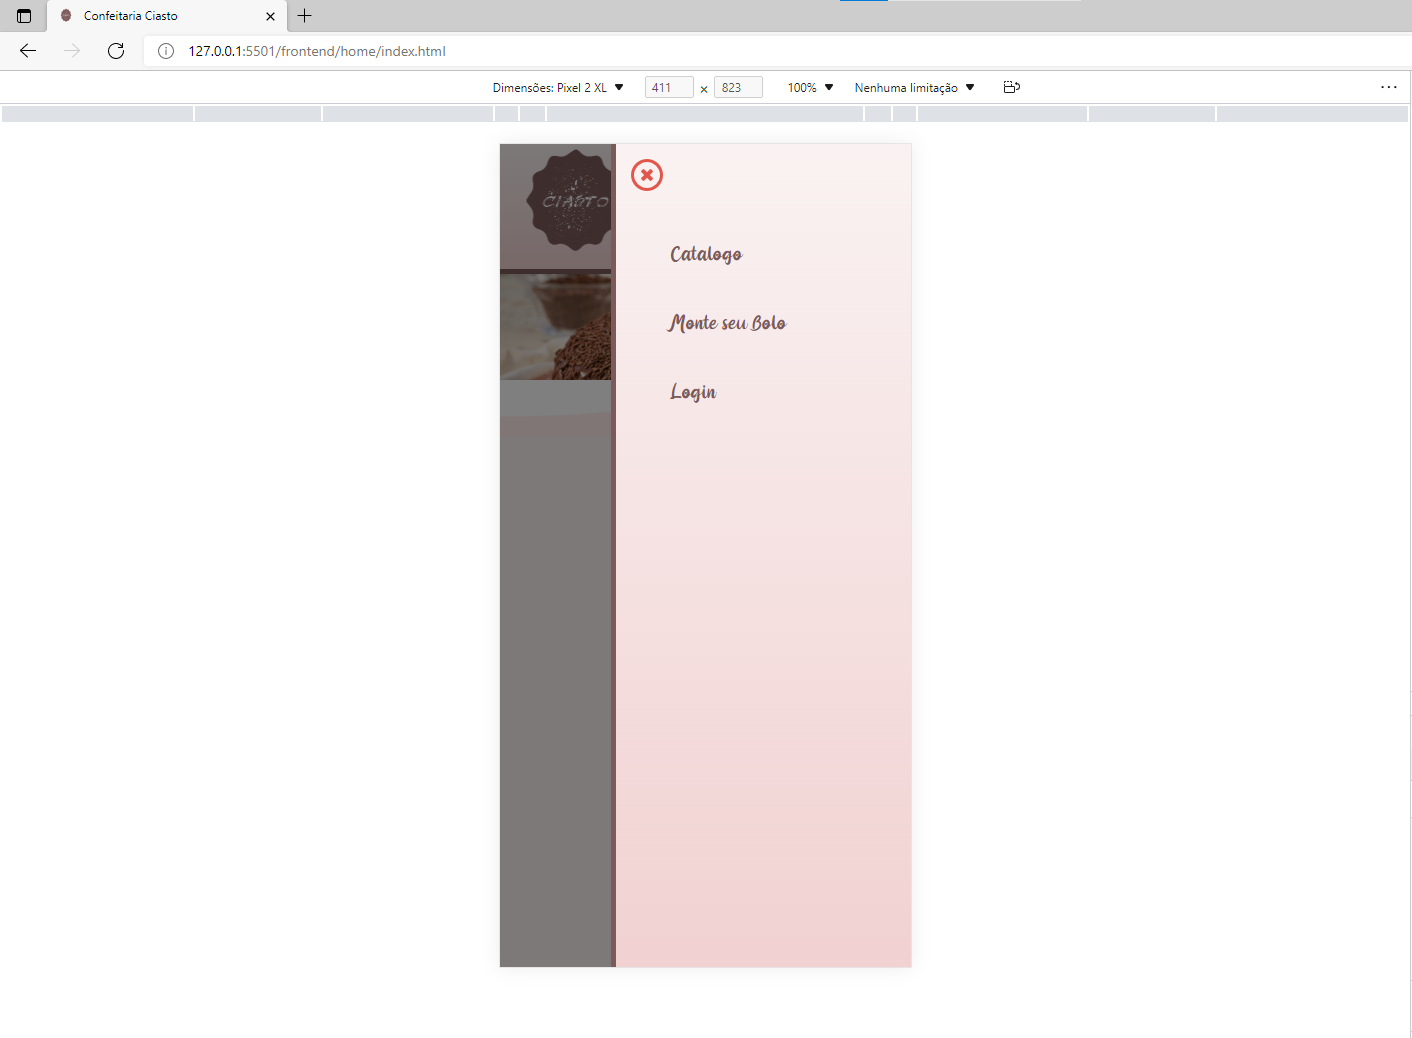 Confeitaria Ciasto
127.0.0.1:5501/frontend/home/index.html
Dimensões: Pixel 2 XL
411 × 823
100%
Nenhuma limitação
CIASTO
Catalogo
Monte seu Bolo
Login